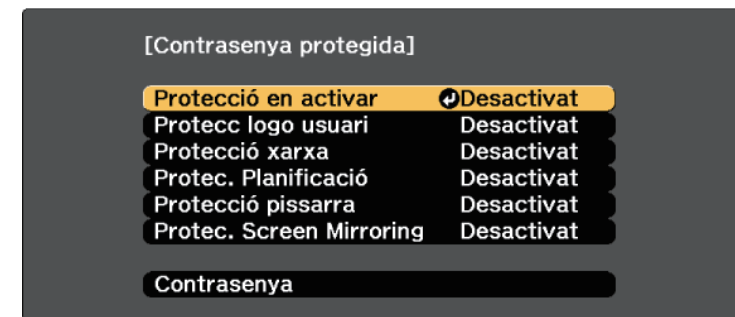 [Contrasenya protegida]
Protecció en activar Desactivat
Protecc logo usuari Desactivat
Protecció xarxa Desactivat
Protec. Planificació Desactivat
Protecció pissarra Desactivat
Protec. Screen Mirroring Desactivat
Contrasenya